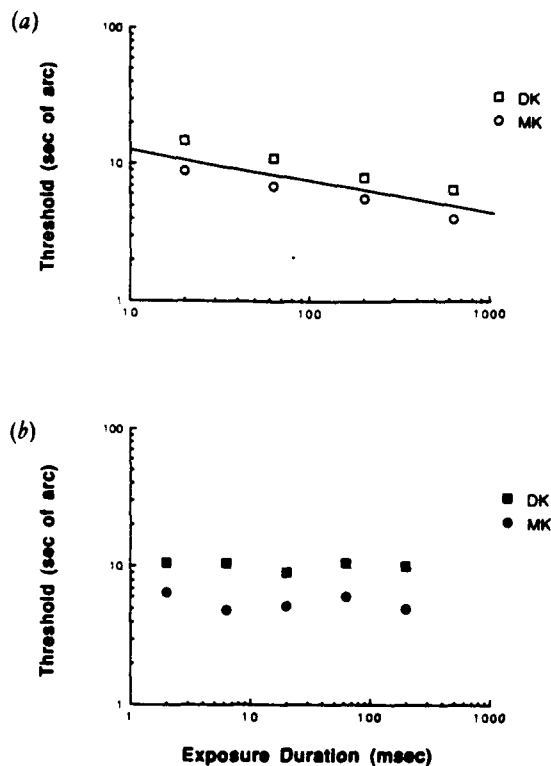 (a)
Threshold (sec of arc)
100
10
1
10 100 1000
DK
MK
(b)
Threshold (sec of arc)
100
10
1
1 10 100 1000
DK
MK
Exposure Duration (msec)